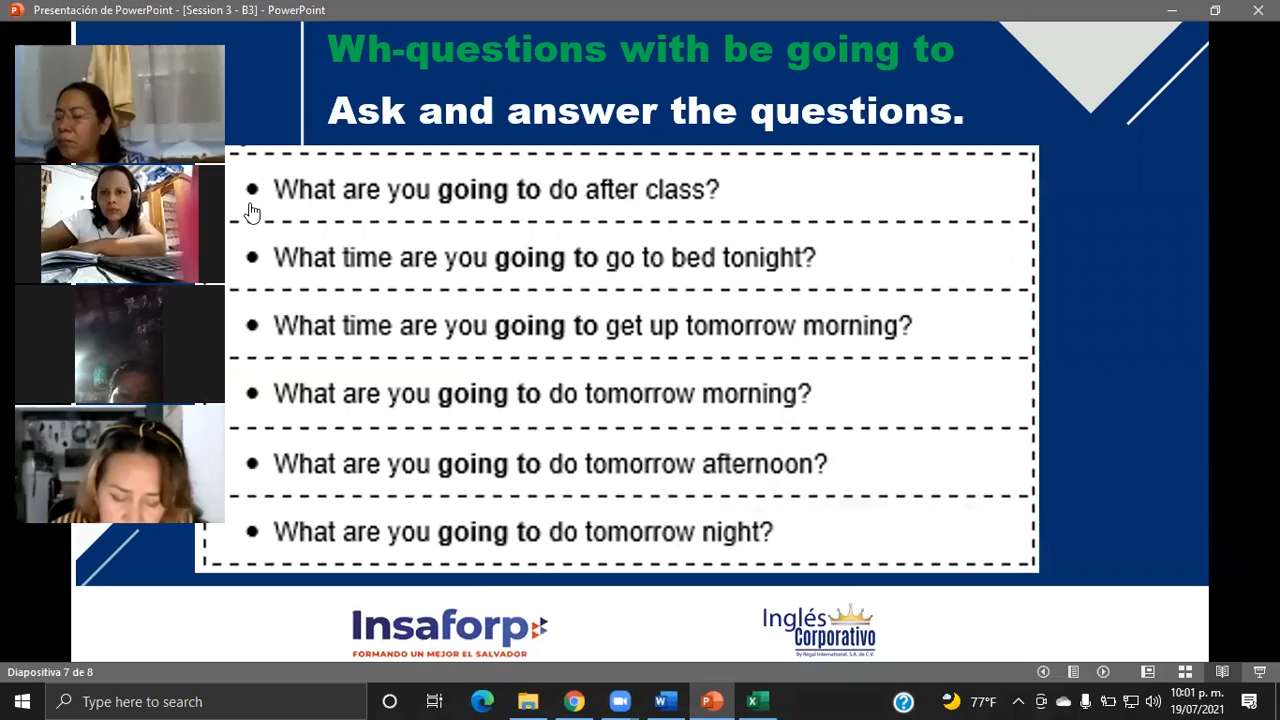 Presentación de PowerPoint - [Session 3 - B3] - PowerPoint
Wh-questions with be going to
Ask and answer the questions.
• What are you going to do after class?
• What time are you going to go to bed tonight?
• What time are you going to get up tomorrow morning?
• What are you going to do tomorrow morning?
• What are you going to do tomorrow afternoon?
• What are you going to do tomorrow night?
Insaforp
FORMANDO UN MEJOR EL SALVADOR
Inglés
Corporativo
By Regal International, S.A. de C.V.
Diapositiva 7 de 8
Type here to search
77°F
10:01 p. m.
19/07/2021